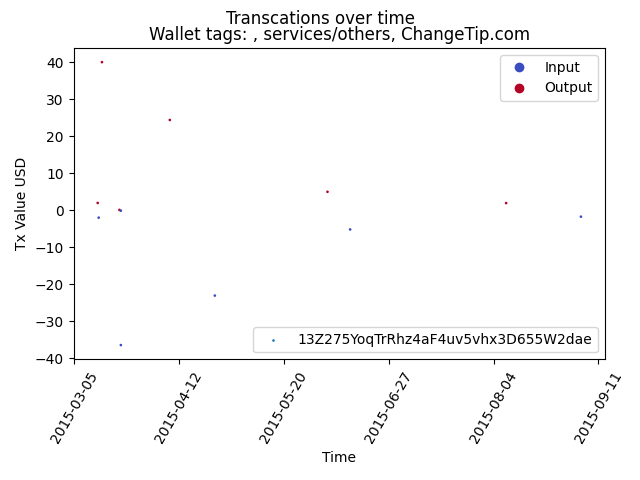 Transcations over time
Wallet tags: , services/others, ChangeTip.com
Tx Value USD
40
30
20
10
0
−10
−20
−30
−40
Input
Output
13Z275YoqTrRhz4aF4uv5vhx3D655W2dae
2015-03-05
2015-04-12
2015-05-20
2015-06-27
2015-08-04
2015-09-11
Time